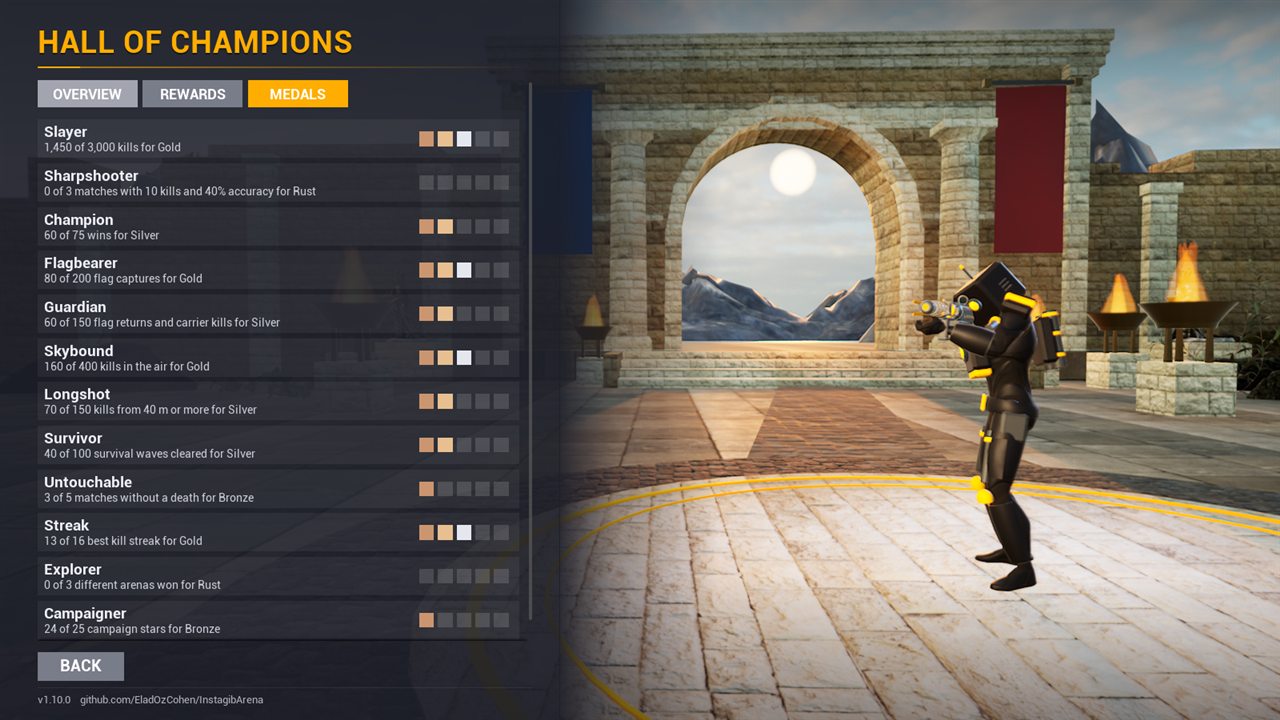 HALL OF CHAMPIONS
OVERVIEW REWARDS MEDALS
Slayer
1,450 of 3,000 kills for Gold
Sharpshooter
0 of 3 matches with 10 kills and 40% accuracy for Rust
Champion
60 of 75 wins for Silver
Flagbearer
80 of 200 flag captures for Gold
Guardian
60 of 150 flag returns and carrier kills for Silver
Skybound
160 of 400 kills in the air for Gold
Longshot
70 of 150 kills from 40 m or more for Silver
Survivor
40 of 100 survival waves cleared for Silver
Untouchable
3 of 5 matches without a death for Bronze
Streak
13 of 16 best kill streak for Gold
Explorer
0 of 3 different arenas won for Rust
Campaigner
24 of 25 campaign stars for Bronze
BACK
v1.10.0 github.com/EladOzCohen/InstagibArena